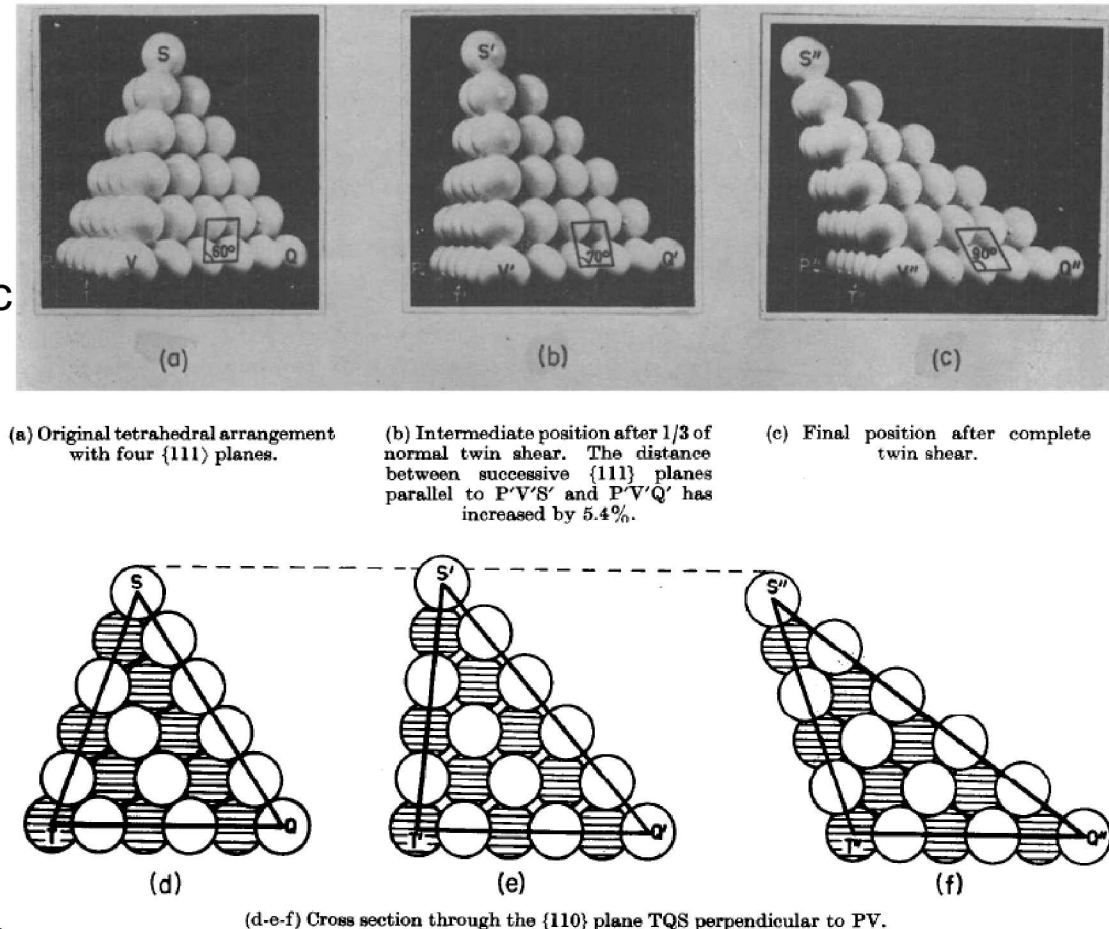 S
S'
S"
60°
70°
90°
P
V
Q
P'
V'
Q'
P"
V"
Q"
T
T'
T"
C
(a)
(b)
(c)
(a) Original tetrahedral arrangement
with four {111) planes.
(b) Intermediate position after 1/3 of
normal twin shear. The distance
between successive {111} planes
parallel to P'V'S' and P'V'Q' has
increased by 5.4%.
(c) Final position after complete
twin shear.
S
S'
S"
T
Q
T'
Q'
T"
Q"
(d)
(e)
(f)
(d-e-f) Cross section through the {110} plane TQS perpendicular to PV.